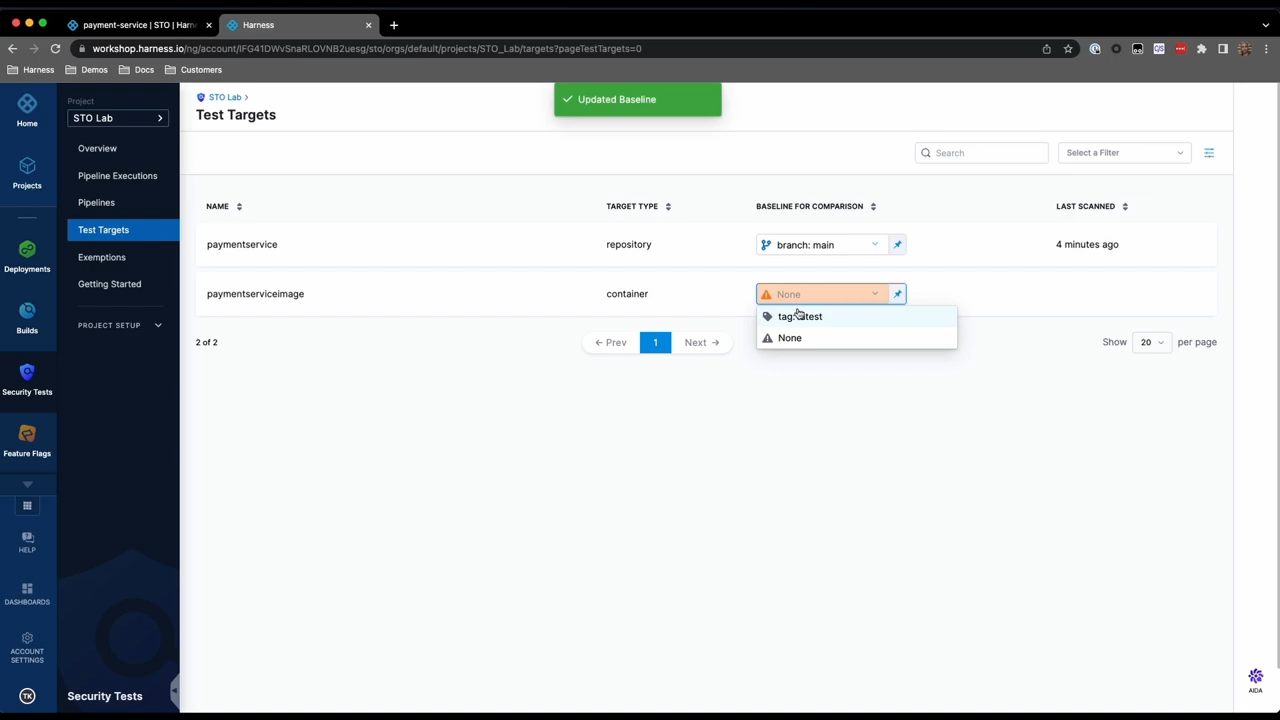 payment-service | STO | Harn
Harness
workshop.harness.io/ng/account/IFG41DWvSnaRLOVNB2uesg/sto/orgs/default/projects/STO_Lab/targets?pageTestTargets=0
Harness
Demos
Docs
Customers
Home
Projects
Deployments
Builds
Security Tests
Feature Flags
HELP
DASHBOARDS
ACCOUNT
SETTINGS
TK
Project
STO Lab
Overview
Pipeline Executions
Pipelines
Test Targets
Exemptions
Getting Started
PROJECT SETUP
Security Tests
STO Lab >
Test Targets
Updated Baseline
Search
Select a Filter
NAME TARGET TYPE BASELINE FOR COMPARISON LAST SCANNED
paymentservice repository branch: main 4 minutes ago
paymentserviceimage container None
tag: latest
None
2 of 2
← Prev 1 Next →
Show 20 per page
AIDA